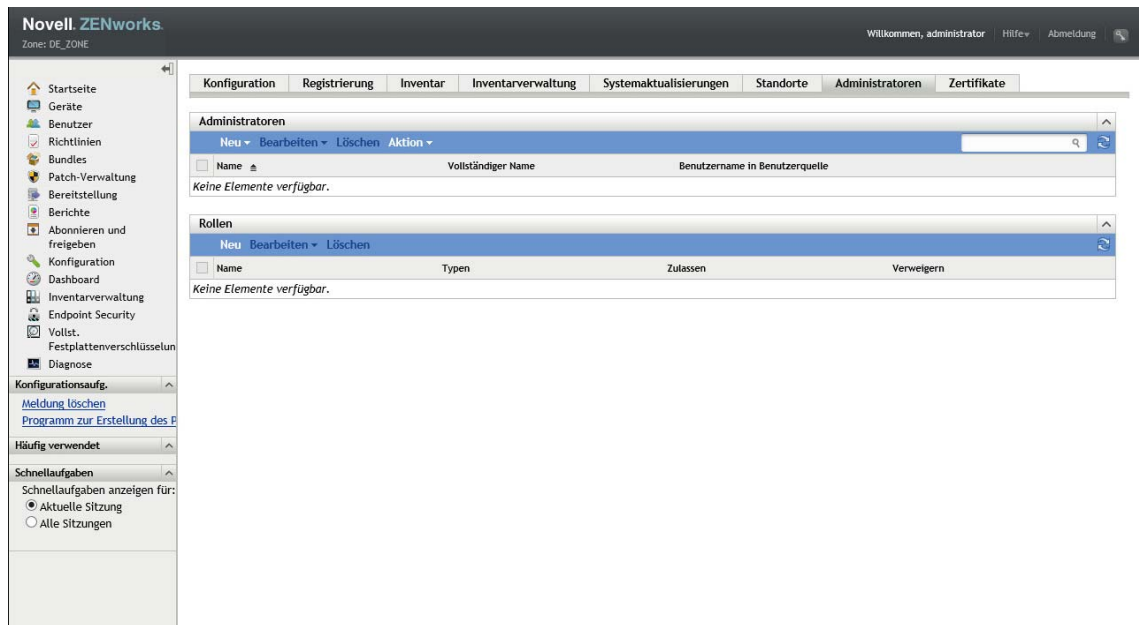 Novell. ZENworks.
Zone: DE_ZONE
Willkommen, administrator Hilfe Abmeldung
Startseite
Geräte
Benutzer
Richtlinien
Bundles
Patch-Verwaltung
Bereitstellung
Berichte
Abonnieren und
freigeben
Konfiguration
Dashboard
Inventarverwaltung
Endpoint Security
Vollst.
Festplattenverschlüsselun
Diagnose
Konfigurationsaufg.
Meldung löschen
Programm zur Erstellung des P
Häufig verwendet
Schnellaufgaben
Schnellaufgaben anzeigen für:
Aktuelle Sitzung
Alle Sitzungen
Konfiguration Registrierung Inventar Inventarverwaltung Systemaktualisierungen Standorte Administratoren Zertifikate
Administratoren
Neu Bearbeiten Löschen Aktion
Name Vollständiger Name Benutzername in Benutzerquelle
Keine Elemente verfügbar.
Rollen
Neu Bearbeiten Löschen
Name Typen Zulassen Verweigern
Keine Elemente verfügbar.